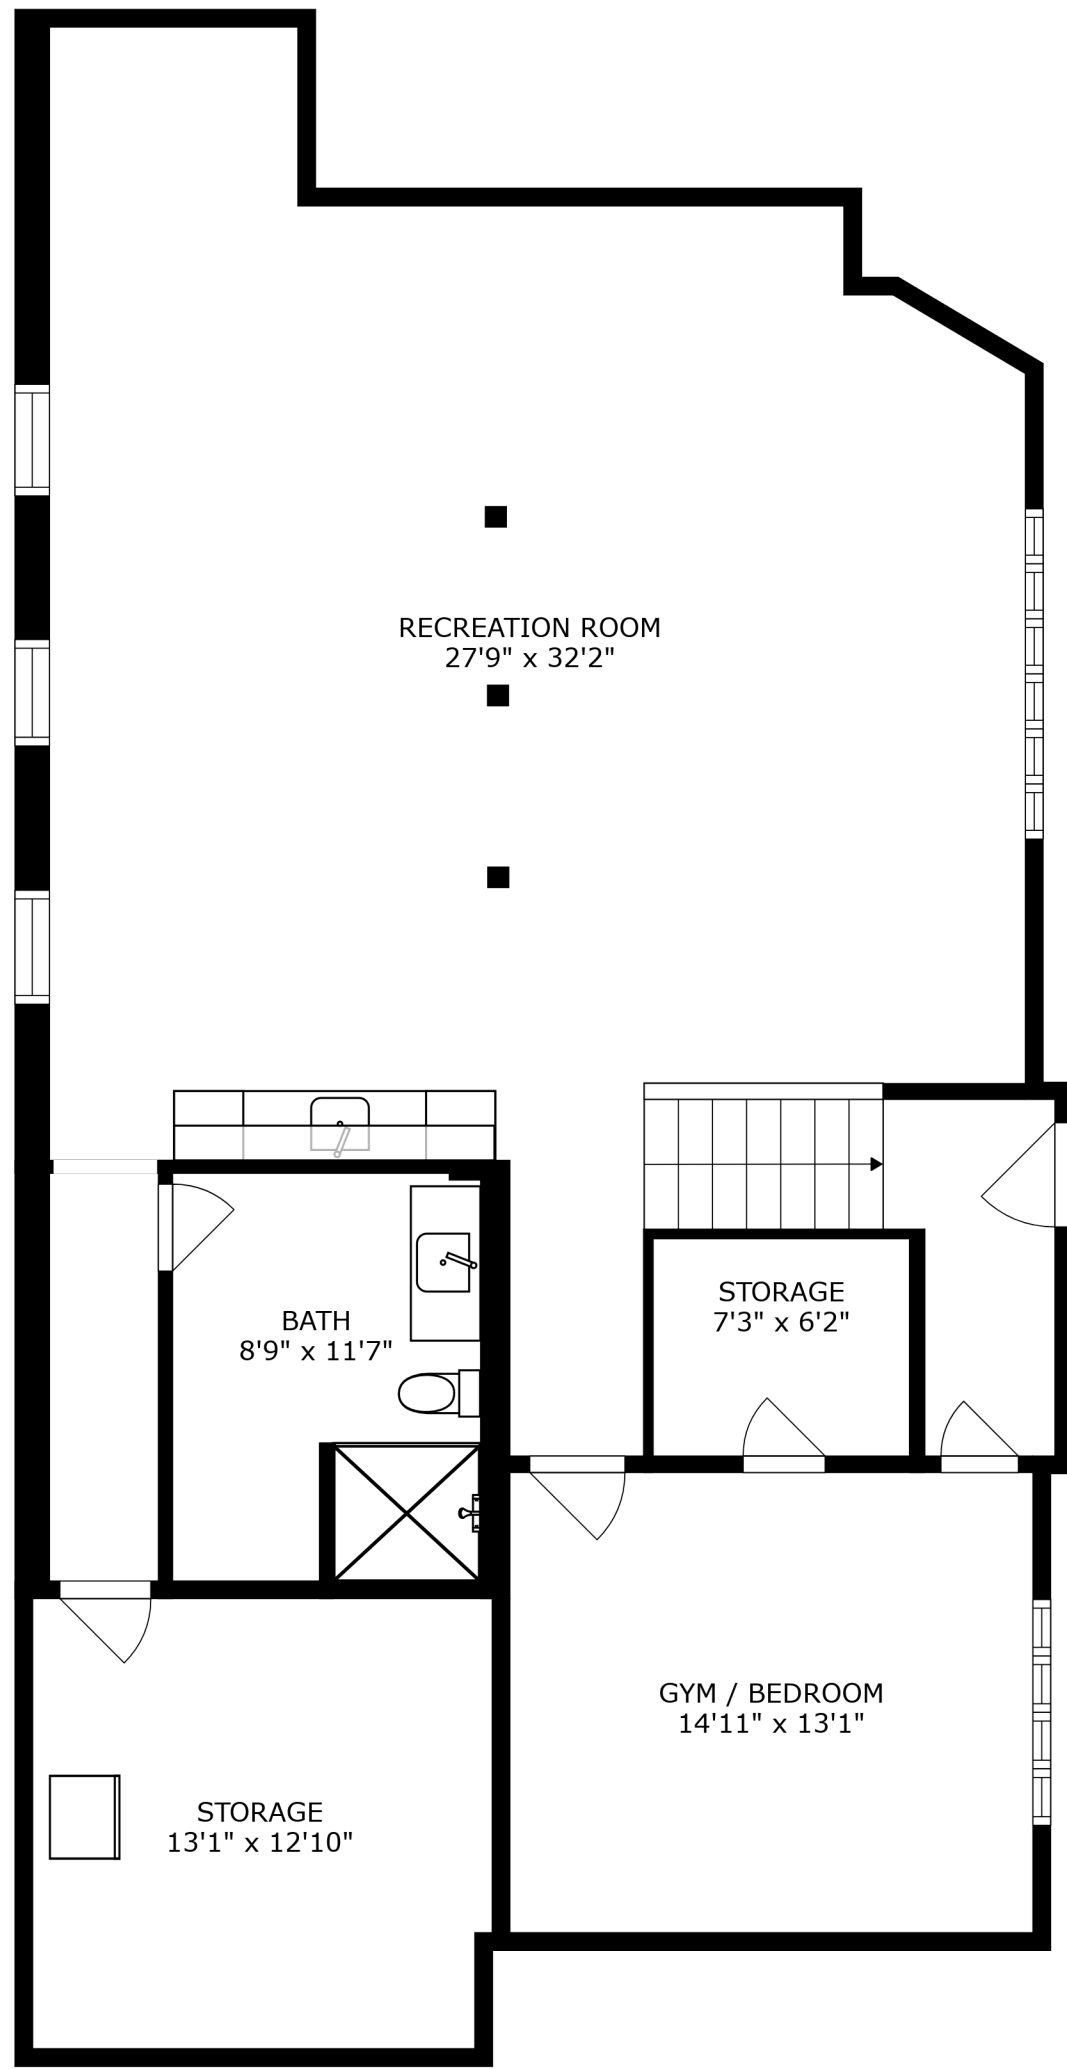 RECREATION ROOM
27'9" x 32'2"
STORAGE
7'3" x 6'2"
BATH
8'9" x 11'7"
GYM / BEDROOM
14'11" x 13'1"
STORAGE
13'1" x 12'10"